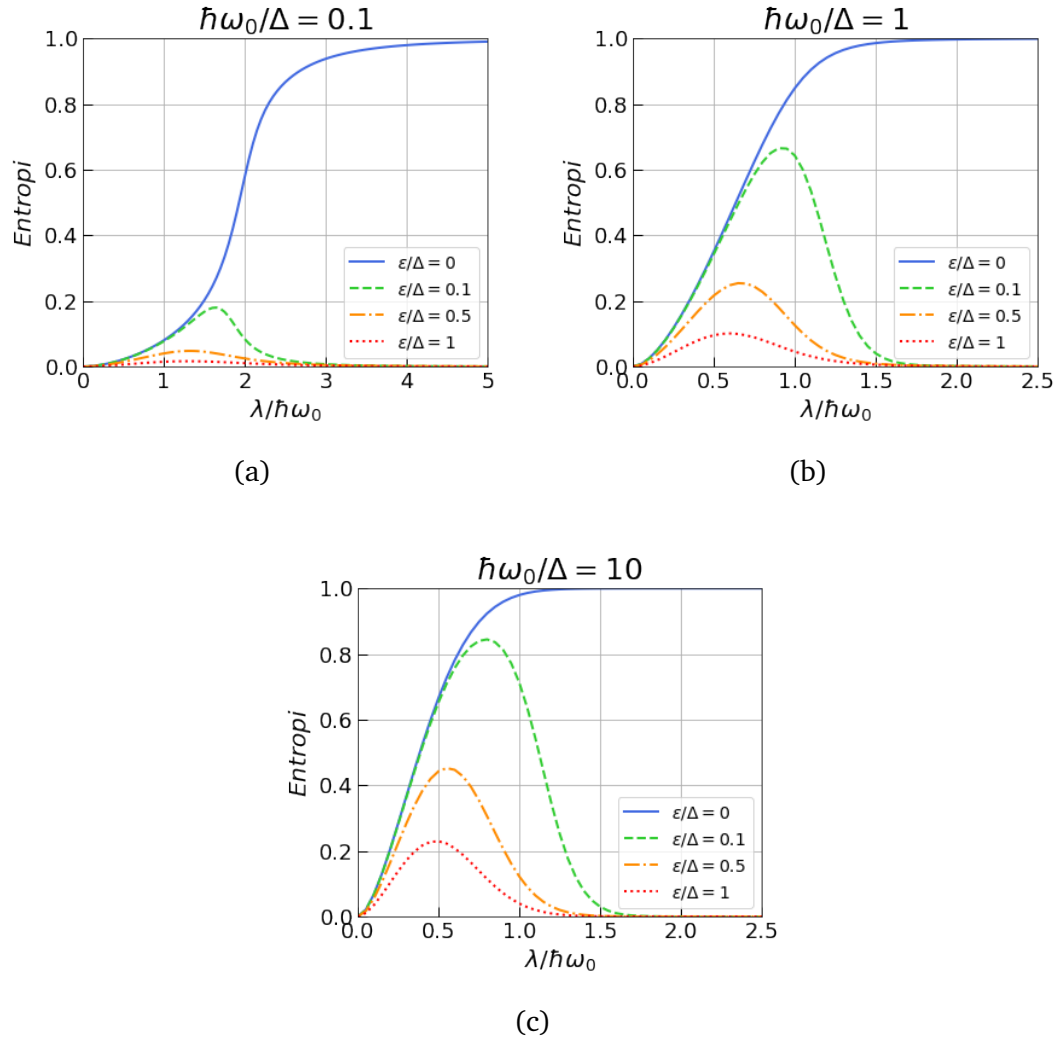 ħω₀/Δ = 0.1
1.0
0.8
0.6
0.4
0.2
0.0
Entropi
ε/Δ = 0
ε/Δ = 0.1
ε/Δ = 0.5
ε/Δ = 1
0 1 2 3 4 5
λ/ħω₀
(a)
ħω₀/Δ = 1
1.0
0.8
0.6
0.4
0.2
0.0
Entropi
ε/Δ = 0
ε/Δ = 0.1
ε/Δ = 0.5
ε/Δ = 1
0.0 0.5 1.0 1.5 2.0 2.5
λ/ħω₀
(b)
ħω₀/Δ = 10
1.0
0.8
0.6
0.4
0.2
0.0
Entropi
ε/Δ = 0
ε/Δ = 0.1
ε/Δ = 0.5
ε/Δ = 1
0.0 0.5 1.0 1.5 2.0 2.5
λ/ħω₀
(c)